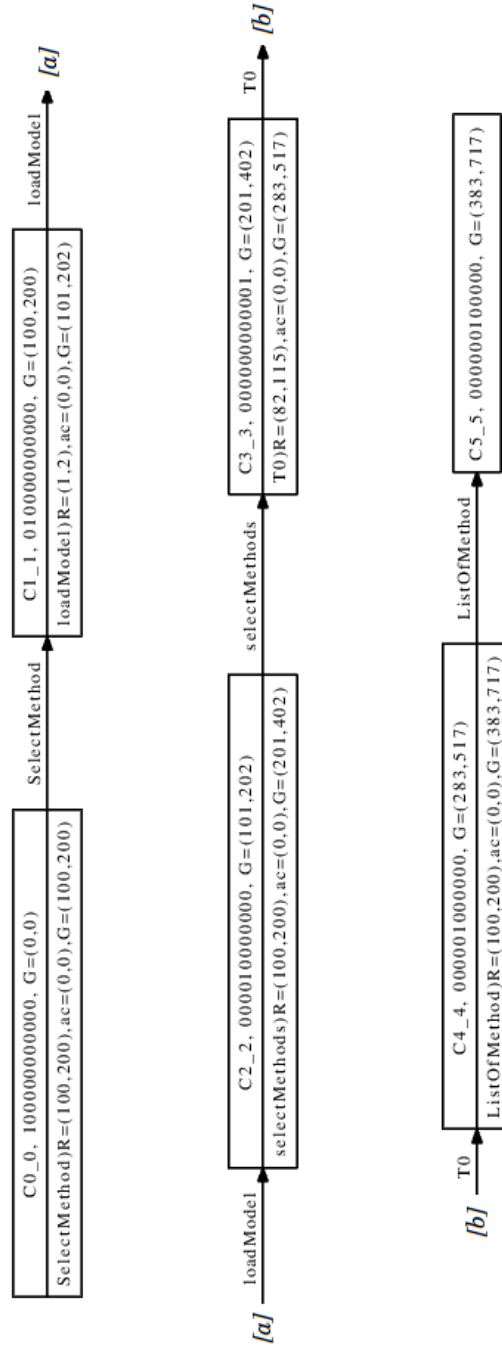 C0_0, 100000000000, G=(0,0)
SelectMethod)R=(100,200),ac=(0,0),G=(100,200)
SelectMethod
C1_1, 010000000000, G=(100,200)
loadModel)R=(1,2),ac=(0,0),G=(101,202)
loadModel
[a]
[a]
loadModel
C2_2, 000010000000, G=(101,202)
selectMethods)R=(100,200),ac=(0,0),G=(201,402)
selectMethods
C3_3, 000000000001, G=(201,402)
T0)R=(82,115),ac=(0,0),G=(283,517)
T0
[b]
[b]
T0
C4_4, 000001000000, G=(283,517)
ListOfMethod)R=(100,200),ac=(0,0),G=(383,717)
ListOfMethod
C5_5, 000000100000, G=(383,717)